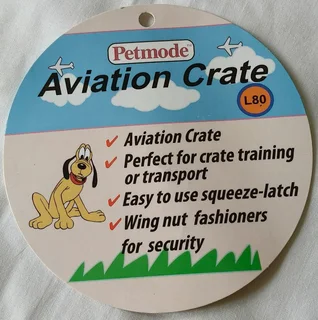 Petmode™
Aviation Crate
L80
✓ Aviation Crate
✓ Perfect for crate training
or transport
✓ Easy to use squeeze-latch
✓ Wing nut fashioners
for security